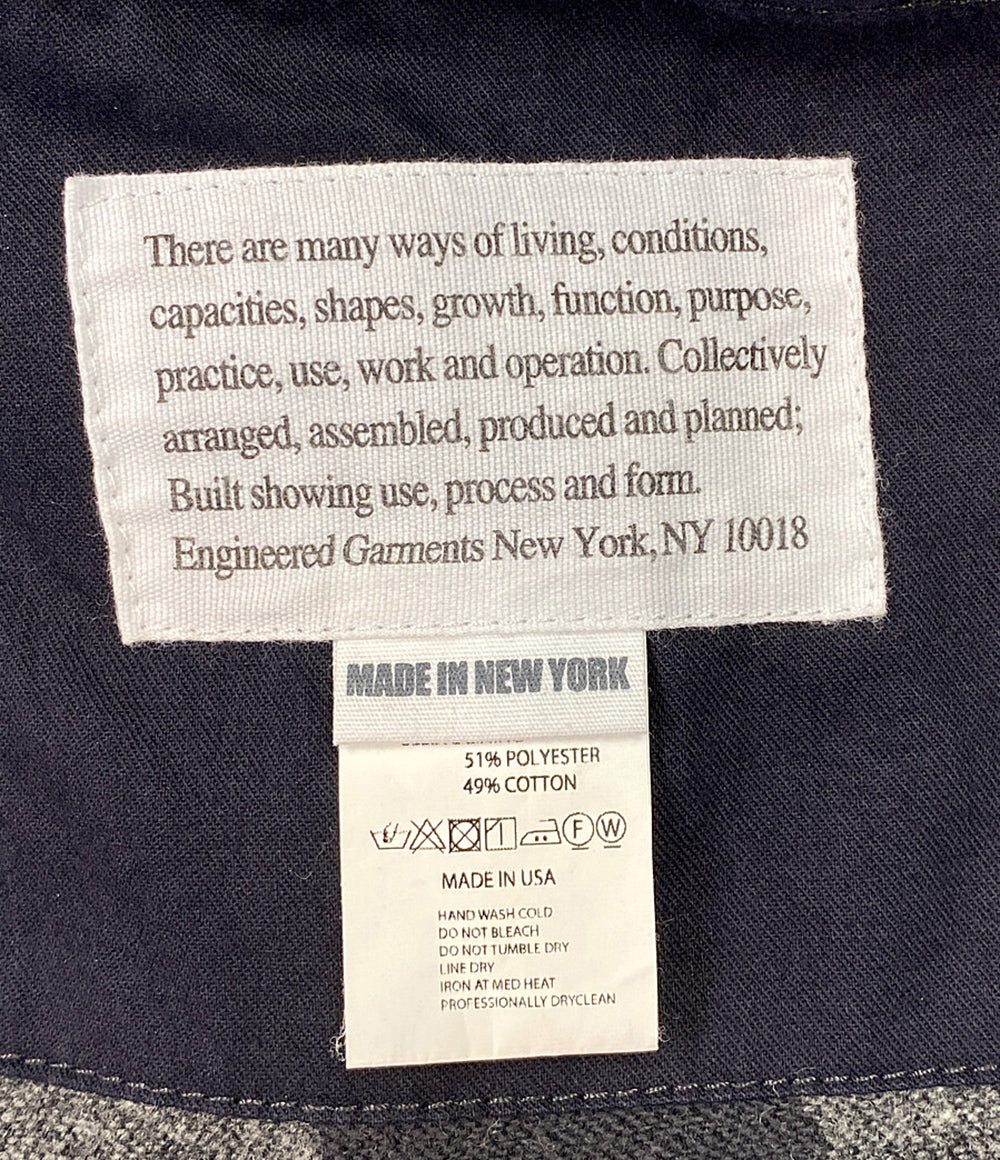 There are many ways of living, conditions,
capacities, shapes, growth, function, purpose,
practice, use, work and operation. Collectively
arranged, assembled, produced and planned;
Built showing use, process and form.
Engineered Garments New York, NY 10018
MADE IN NEW YORK
51% POLYESTER
49% COTTON
F W
MADE IN USA
HAND WASH COLD
DO NOT BLEACH
DO NOT TUMBLE DRY
LINE DRY
IRON AT MED HEAT
PROFESSIONALLY DRYCLEAN